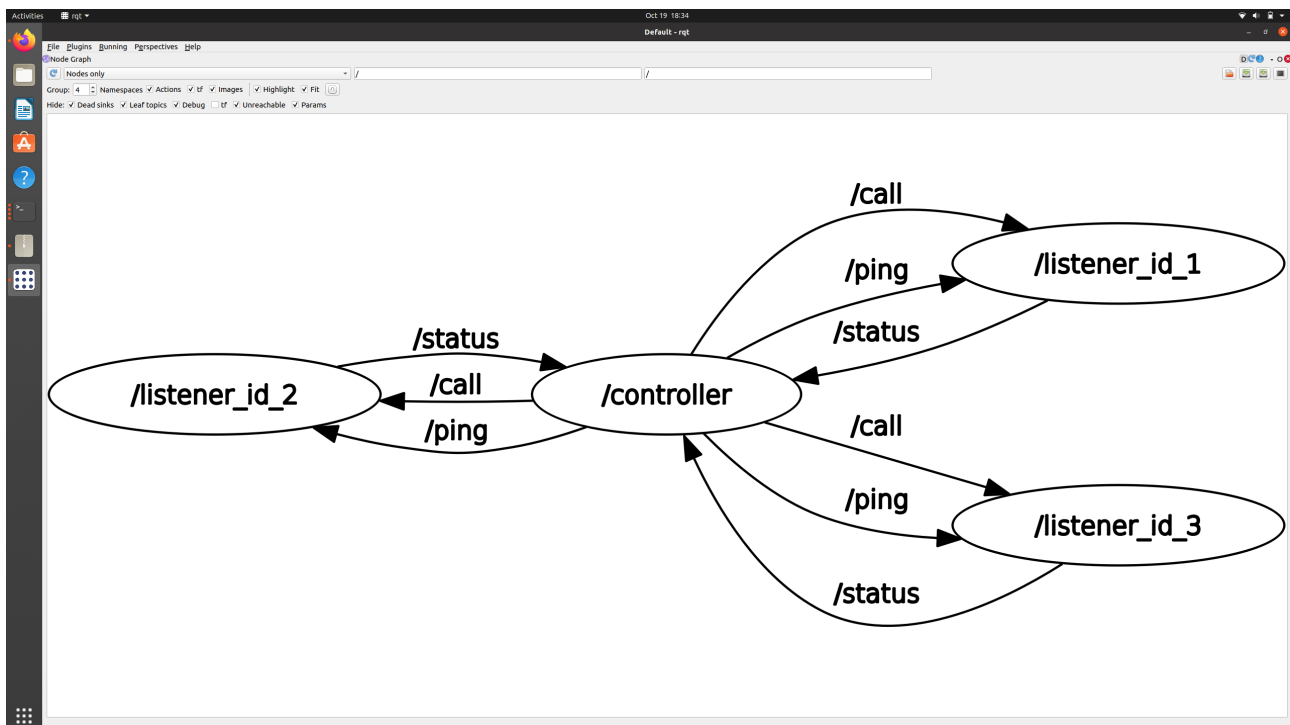 Activities rqt Oct 19 18:34
Default - rqt
File Plugins Running Perspectives Help
Node Graph D - O
Nodes only / /
Group: 4 Namespaces Actions tf Images Highlight Fit
Hide: Dead sinks Leaf topics Debug tf Unreachable Params
/call
/ping
/listener_id_1
/status
/status
/call
/listener_id_2
/controller
/ping
/call
/ping
/listener_id_3
/status